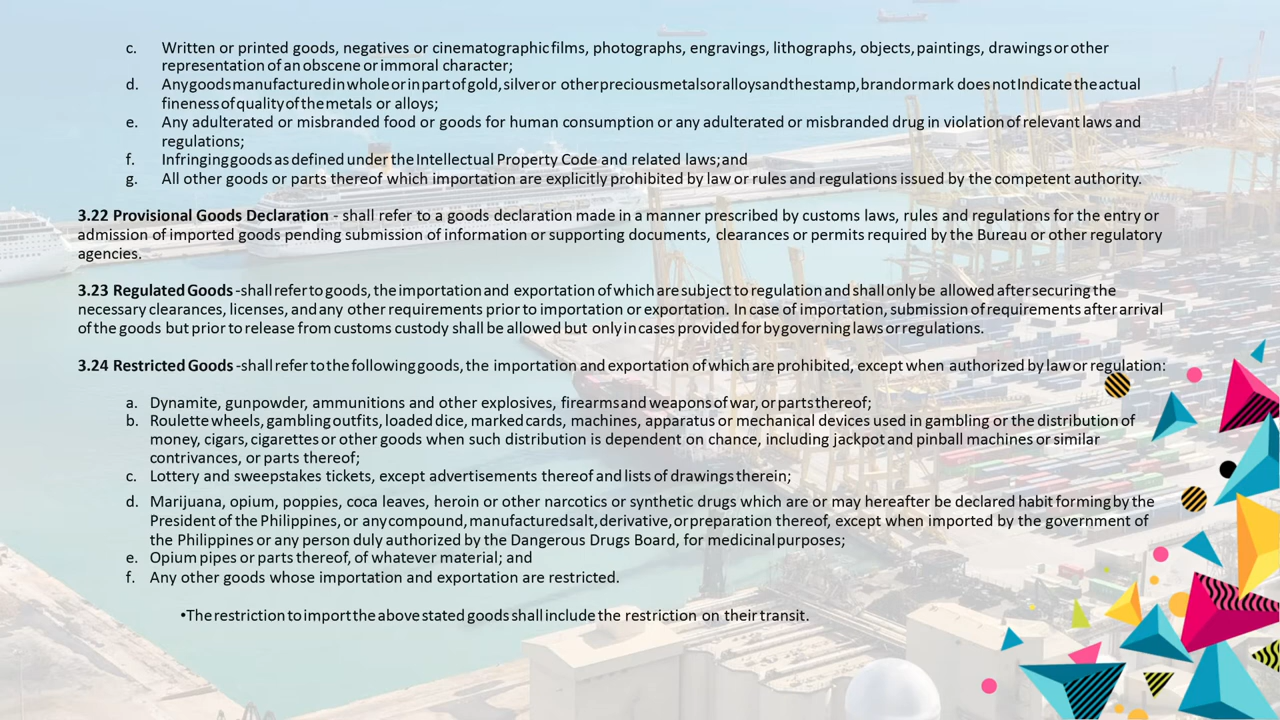 c. Written or printed goods, negatives or cinematographic films, photographs, engravings, lithographs, objects, paintings, drawings or other
representation of an obscene or immoral character;
d. Any goods manufactured in whole or in part of gold, silver or other precious metals or alloys and the stamp, brand or mark does not Indicate the actual
fineness of quality of the metals or alloys;
e. Any adulterated or misbranded food or goods for human consumption or any adulterated or misbranded drug in violation of relevant laws and
regulations;
f. Infringing goods as defined under the Intellectual Property Code and related laws; and
g. All other goods or parts thereof which importation are explicitly prohibited by law or rules and regulations issued by the competent authority.
3.22 Provisional Goods Declaration - shall refer to a goods declaration made in a manner prescribed by customs laws, rules and regulations for the entry or
admission of imported goods pending submission of information or supporting documents, clearances or permits required by the Bureau or other regulatory
agencies.
3.23 Regulated Goods -shall refer to goods, the importation and exportation of which are subject to regulation and shall only be allowed after securing the
necessary clearances, licenses, and any other requirements prior to importation or exportation. In case of importation, submission of requirements after arrival
of the goods but prior to release from customs custody shall be allowed but only in cases provided for by governing laws or regulations.
3.24 Restricted Goods -shall refer to the following goods, the importation and exportation of which are prohibited, except when authorized by law or regulation:
a. Dynamite, gunpowder, ammunitions and other explosives, firearms and weapons of war, or parts thereof;
b. Roulette wheels, gambling outfits, loaded dice, marked cards, machines, apparatus or mechanical devices used in gambling or the distribution of
money, cigars, cigarettes or other goods when such distribution is dependent on chance, including jackpot and pinball machines or similar
contrivances, or parts thereof;
c. Lottery and sweepstakes tickets, except advertisements thereof and lists of drawings therein;
d. Marijuana, opium, poppies, coca leaves, heroin or other narcotics or synthetic drugs which are or may hereafter be declared habit forming by the
President of the Philippines, or any compound, manufactured salt, derivative, or preparation thereof, except when imported by the government of
the Philippines or any person duly authorized by the Dangerous Drugs Board, for medicinal purposes;
e. Opium pipes or parts thereof, of whatever material; and
f. Any other goods whose importation and exportation are restricted.
•The restriction to import the above stated goods shall include the restriction on their transit.